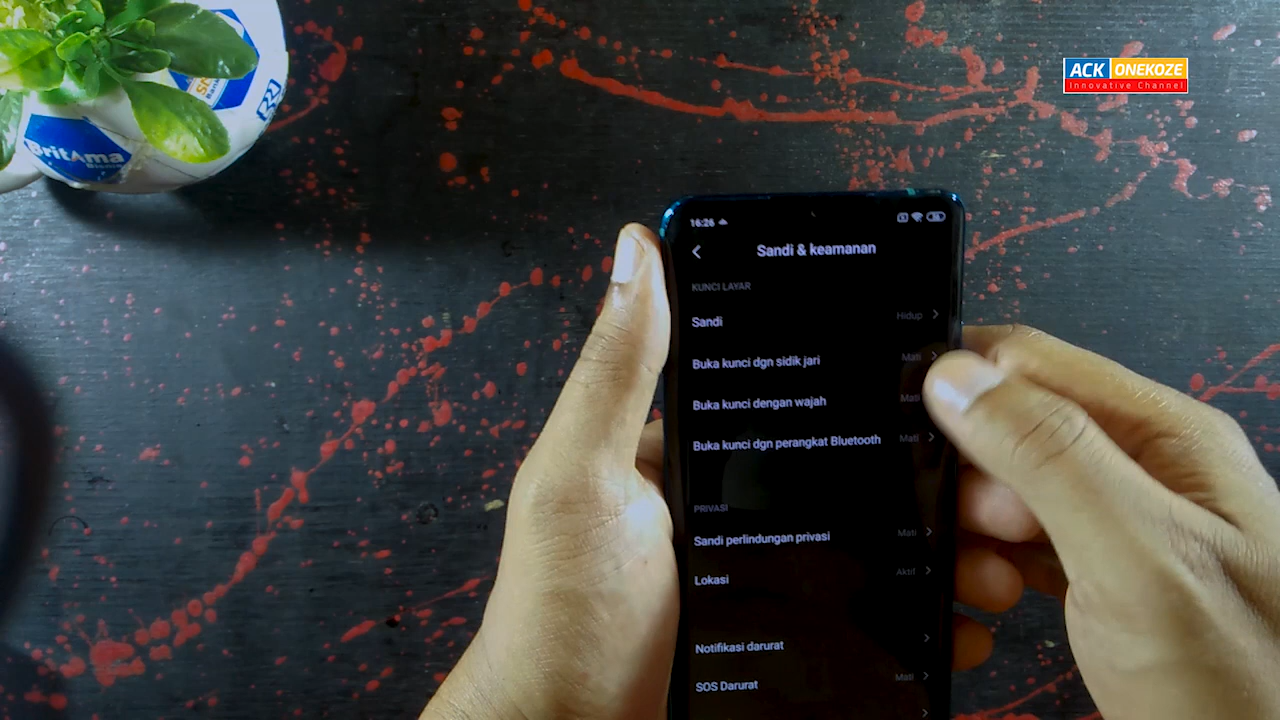 ACK ONEKOZE
Innovative Channel
BritAma
Bisnis
16:26
Sandi & keamanan
KUNCI LAYAR
Sandi Hidup
Buka kunci dgn sidik jari Mati
Buka kunci dengan wajah Mati
Buka kunci dgn perangkat Bluetooth Mati
PRIVASI
Sandi perlindungan privasi Mati
Lokasi Aktif
Notifikasi darurat
SOS Darurat Mati